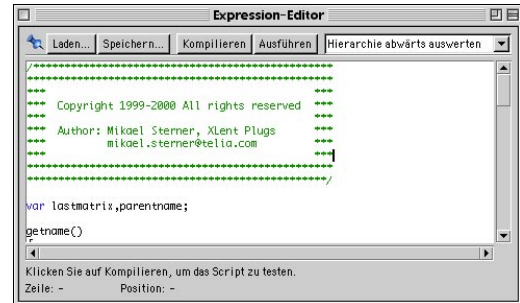 Expression-Editor
Laden... Speichern... Kompilieren Ausführen Hierarchie abwärts auswerten
/************************************************
************************************************
*** ***
*** Copyright 1999-2000 All rights reserved ***
*** ***
*** Author: Mikael Sterner, XLent Plugs ***
*** mikael.sterner@telia.com ***
*** ***
************************************************
************************************************/
var lastmatrix,parentname;
getname()
{
Klicken Sie auf Kompilieren, um das Script zu testen.
Zeile: - Position: -